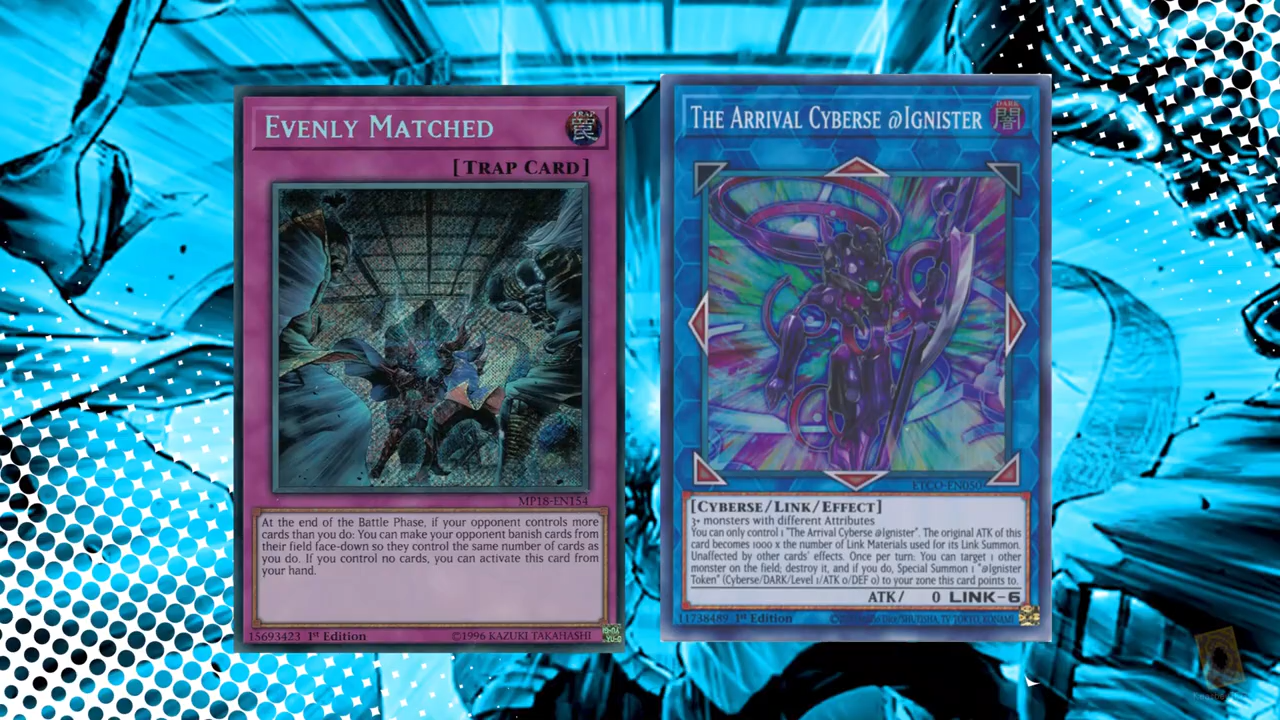 EVENLY MATCHED
TRAP
罠
[TRAP CARD]
MP18-EN154
At the end of the Battle Phase, if your opponent controls more
cards than you do: You can make your opponent banish cards from
their field face-down so they control the same number of cards as
you do. If you control no cards, you can activate this card from
your hand.
15693423 1st Edition
©1996 KAZUKI TAKAHASHI
THE ARRIVAL CYBERSE @IGNISTER
DARK
闇
ETCO-EN050
[CYBERSE/LINK/EFFECT]
3+ monsters with different Attributes
You can only control 1 "The Arrival Cyberse @Ignister". The original ATK of this
card becomes 1000 x the number of Link Materials used for its Link Summon.
Unaffected by other cards' effects. Once per turn: You can target 1 other
monster on the field; destroy it, and if you do, Special Summon 1 "@Ignister
Token" (Cyberse/DARK/Level 1/ATK 0/DEF 0) to your zone this card points to.
ATK/ 0 LINK-6
11738489 1st Edition
SHUEISHA, TV TOKYO, KONAMI